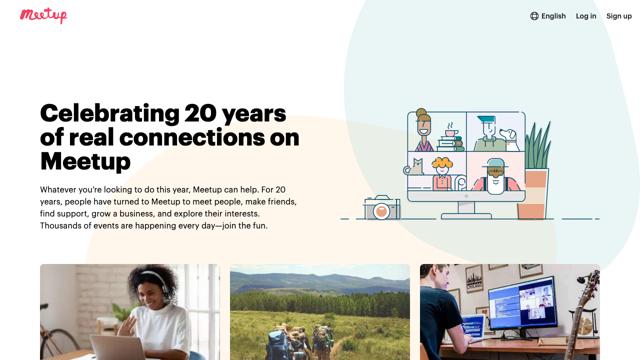 Meetup
English
Log in
Sign up
Celebrating 20 years
of real connections on
Meetup
Whatever you're looking to do this year, Meetup can help. For 20
years, people have turned to Meetup to meet people, make friends,
find support, grow a business, and explore their interests.
Thousands of events are happening every day—join the fun.